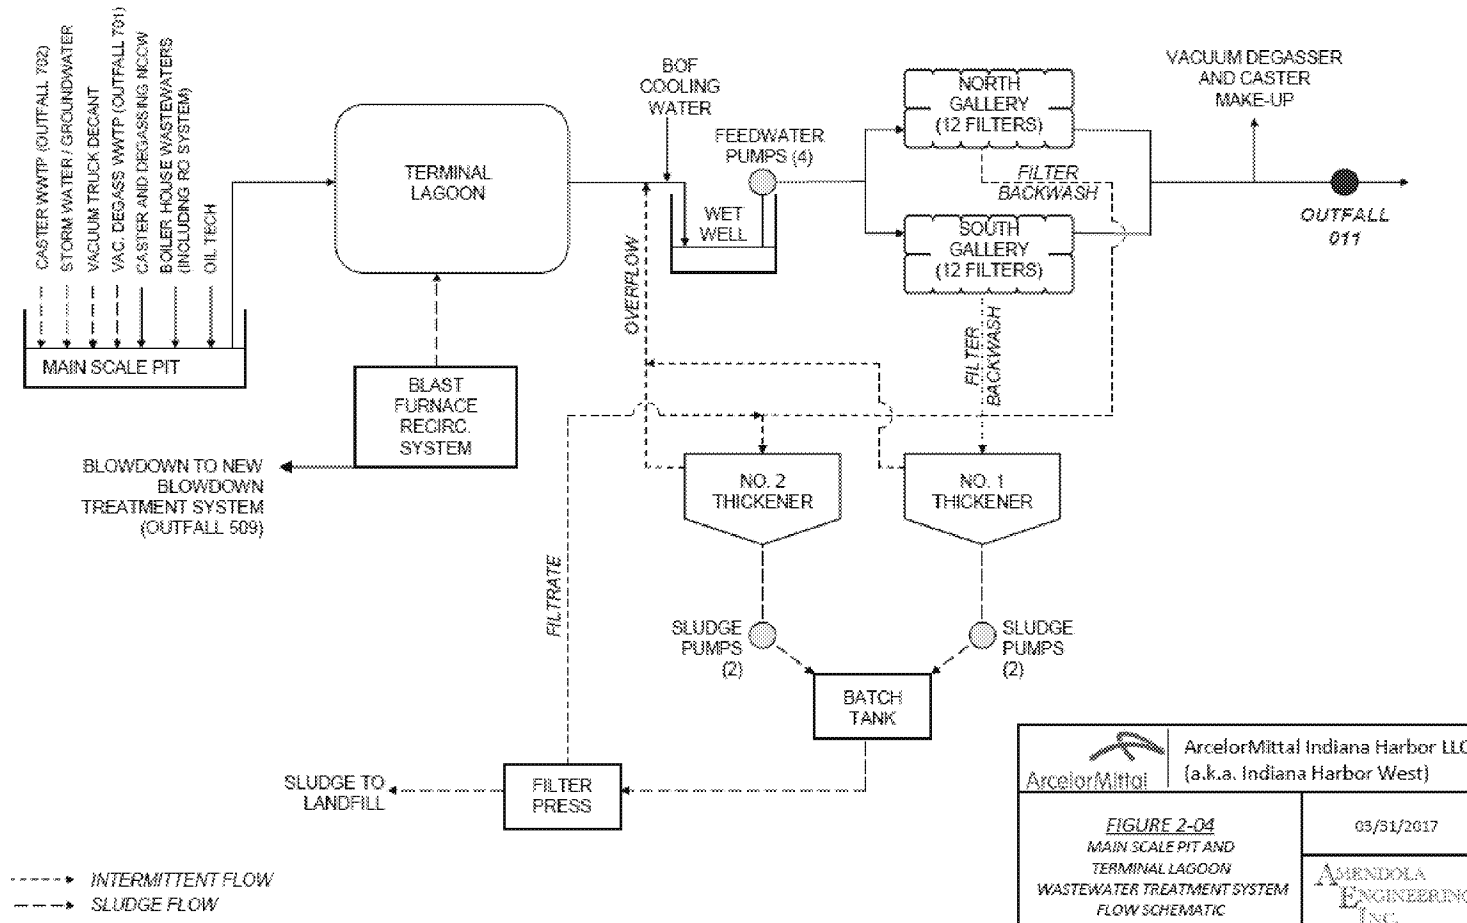 CASTER WWTP (OUTFALL 702)
STORM WATER / GROUNDWATER
VACUUM TRUCK DECANT
VAC. DEGASS WWTP (OUTFALL 701)
CASTER AND DEGASSING NCCW
BOILER HOUSE WASTEWATERS
(INCLUDING RO SYSTEM)
OIL TECH
MAIN SCALE PIT
TERMINAL
LAGOON
BLAST
FURNACE
RECIRC.
SYSTEM
BLOWDOWN TO NEW
BLOWDOWN
TREATMENT SYSTEM
(OUTFALL 509)
BOF
COOLING
WATER
FEEDWATER
PUMPS (4)
WET
WELL
OVERFLOW
NORTH
GALLERY
(12 FILTERS)
FILTER
BACKWASH
SOUTH
GALLERY
(12 FILTERS)
FILTER
BACKWASH
VACUUM DEGASSER
AND CASTER
MAKE-UP
OUTFALL
011
NO. 2
THICKENER
NO. 1
THICKENER
FILTRATE
SLUDGE
PUMPS
(2)
SLUDGE
PUMPS
(2)
BATCH
TANK
FILTER
PRESS
SLUDGE TO
LANDFILL
INTERMITTENT FLOW
SLUDGE FLOW
ArcelorMittal
ArcelorMittal Indiana Harbor LLC
(a.k.a. Indiana Harbor West)
FIGURE 2-04
MAIN SCALE PIT AND
TERMINAL LAGOON
WASTEWATER TREATMENT SYSTEM
FLOW SCHEMATIC
03/31/2017
AMENDOLA
ENGINEERING
INC.